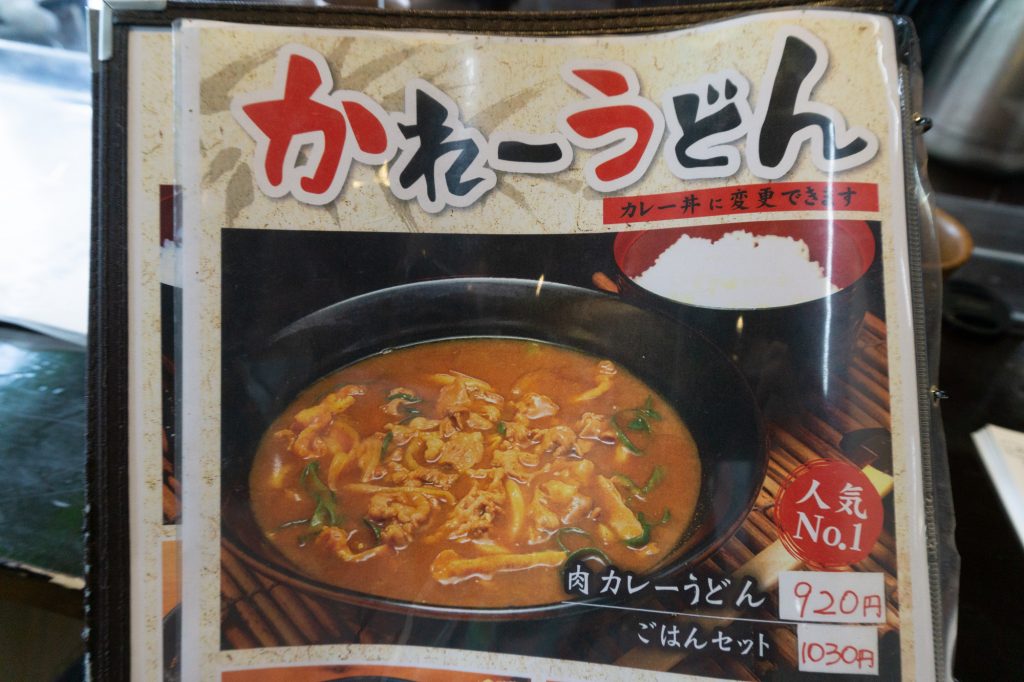 かれーうどん
カレー丼に変更できます
人気
No.1
肉カレーうどん 920円
ごはんセット 1030円